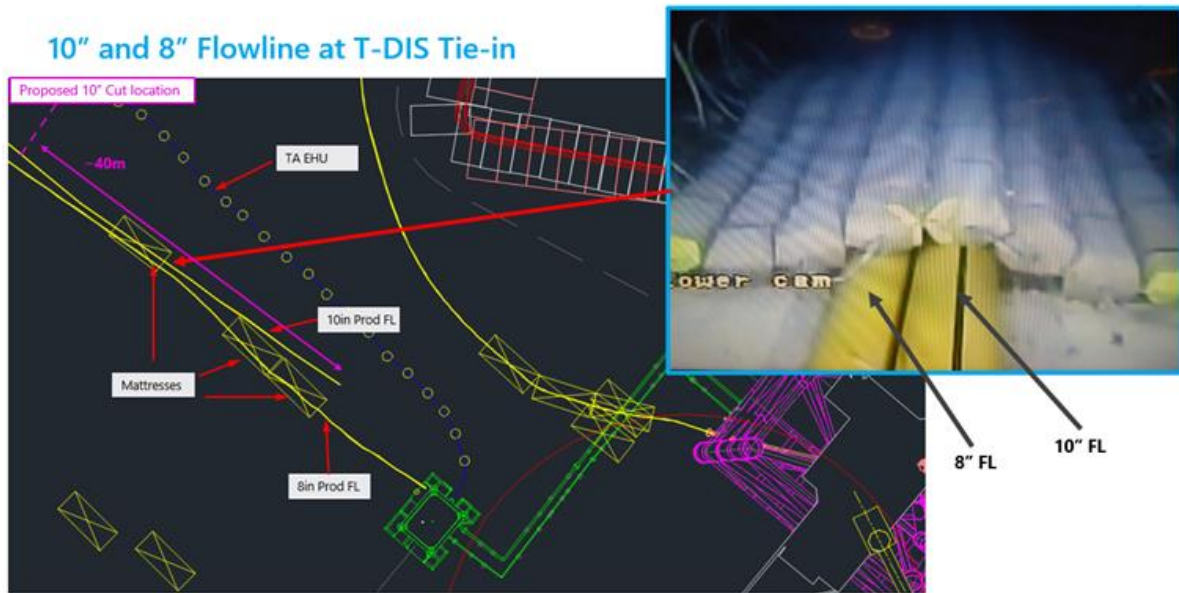 10” and 8” Flowline at T-DIS Tie-in
Proposed 10” Cut location
~40m
TA EHU
10in Prod FL
Mattresses
8in Prod FL
ower cam
8” FL
10” FL